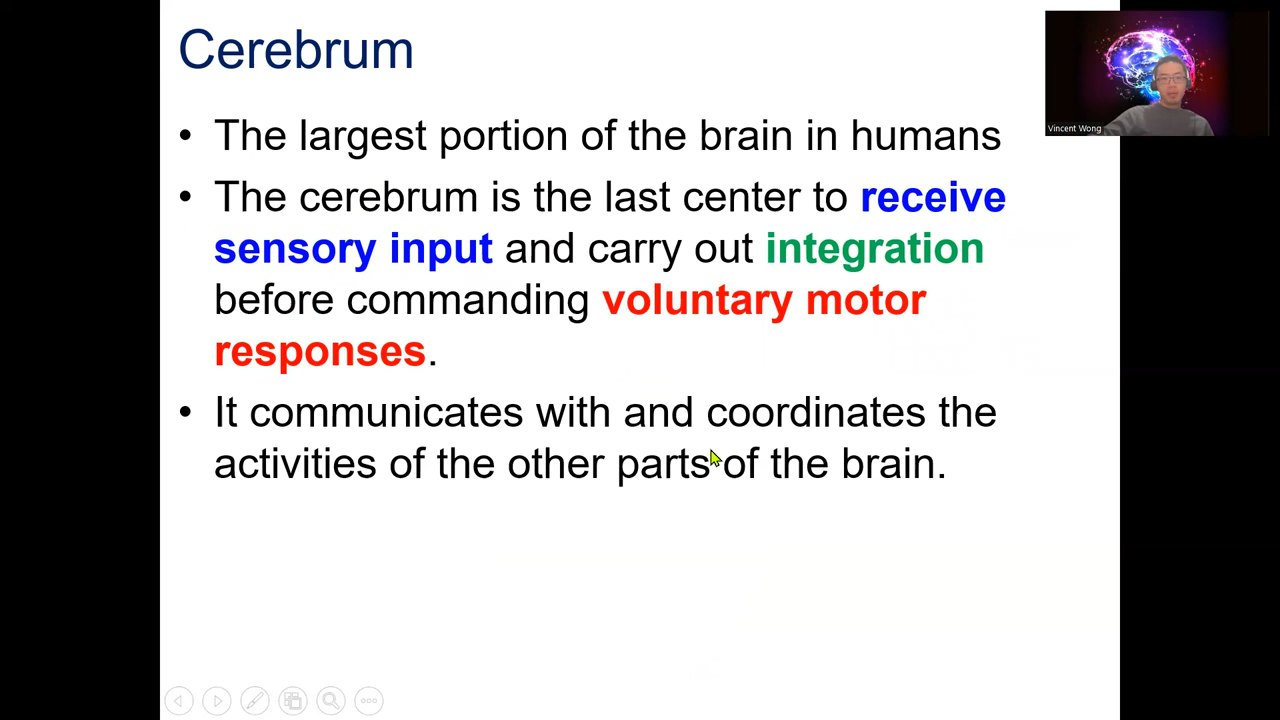 Cerebrum
• The largest portion of the brain in humans
• The cerebrum is the last center to receive
sensory input and carry out integration
before commanding voluntary motor
responses.
• It communicates with and coordinates the
activities of the other parts of the brain.
Vincent Wong